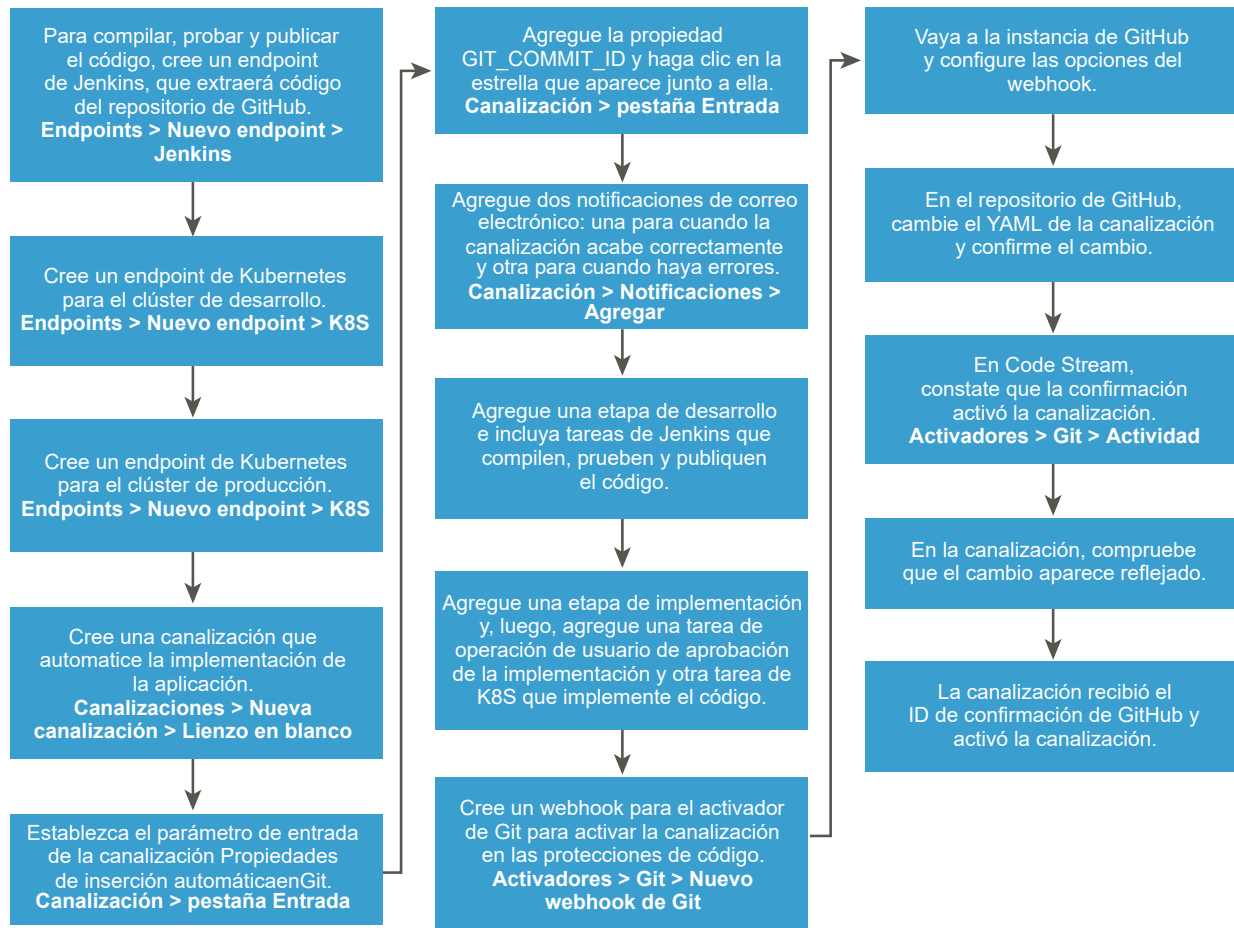 Para compilar, probar y publicar
el código, cree un endpoint
de Jenkins, que extraerá código
del repositorio de GitHub.
Endpoints > Nuevo endpoint >
Jenkins
Cree un endpoint de Kubernetes
para el clúster de desarrollo.
Endpoints > Nuevo endpoint > K8S
Cree un endpoint de Kubernetes
para el clúster de producción.
Endpoints > Nuevo endpoint > K8S
Cree una canalización que
automatice la implementación de
la aplicación.
Canalizaciones > Nueva
canalización > Lienzo en blanco
Establezca el parámetro de entrada
de la canalización Propiedades
de inserción automáticaenGit.
Canalización > pestaña Entrada
Agregue la propiedad
GIT_COMMIT_ID y haga clic en la
estrella que aparece junto a ella.
Canalización > pestaña Entrada
Agregue dos notificaciones de correo
electrónico: una para cuando la
canalización acabe correctamente
y otra para cuando haya errores.
Canalización > Notificaciones >
Agregar
Agregue una etapa de desarrollo
e incluya tareas de Jenkins que
compilen, prueben y publiquen
el código.
Agregue una etapa de implementación
y, luego, agregue una tarea de
operación de usuario de aprobación
de la implementación y otra tarea de
K8S que implemente el código.
Cree un webhook para el activador
de Git para activar la canalización
en las protecciones de código.
Activadores > Git > Nuevo
webhook de Git
Vaya a la instancia de GitHub
y configure las opciones del
webhook.
En el repositorio de GitHub,
cambie el YAML de la canalización
y confirme el cambio.
En Code Stream,
constate que la confirmación
activó la canalización.
Activadores > Git > Actividad
En la canalización, compruebe
que el cambio aparece reflejado.
La canalización recibió el
ID de confirmación de GitHub y
activó la canalización.